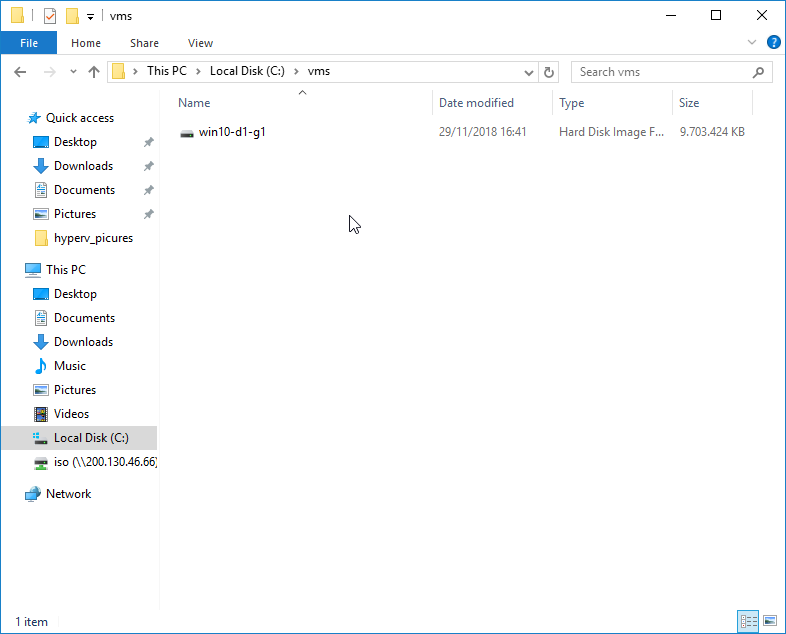 vms
File Home Share View
This PC Local Disk (C:) vms Search vms
Name Date modified Type Size
win10-d1-g1 29/11/2018 16:41 Hard Disk Image F... 9.703.424 KB
Quick access
Desktop
Downloads
Documents
Pictures
hyperv_picures
This PC
Desktop
Documents
Downloads
Music
Pictures
Videos
Local Disk (C:)
iso (\\200.130.46.66)
Network
1 item